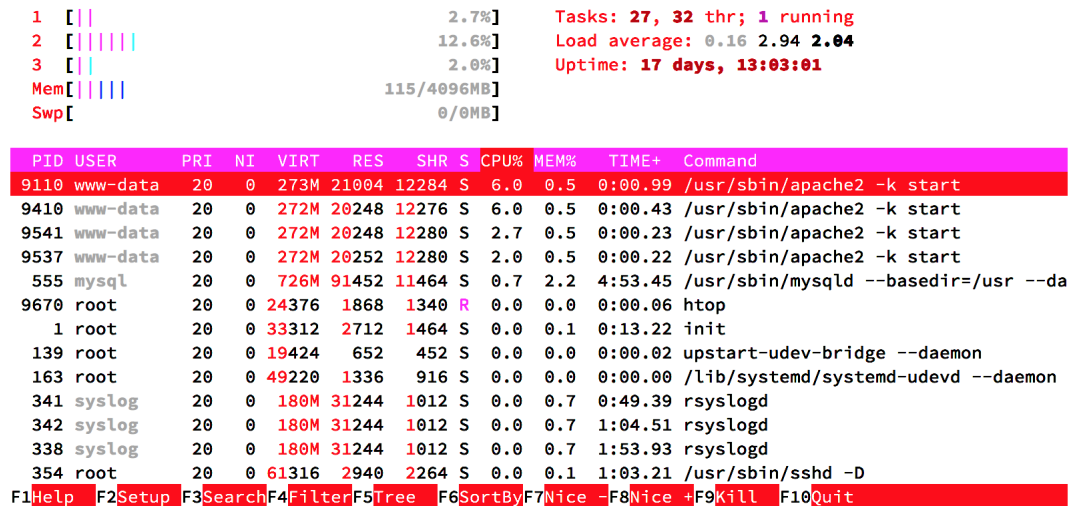 1 [|| 2.7%] Tasks: 27, 32 thr; 1 running
2 [|||||| 12.6%] Load average: 0.16 2.94 2.04
3 [|| 2.0%] Uptime: 17 days, 13:03:01
Mem[||||| 115/4096MB]
Swp[ 0/0MB]
PID USER PRI NI VIRT RES SHR S CPU% MEM% TIME+ Command
9110 www-data 20 0 273M 21004 12284 S 6.0 0.5 0:00.99 /usr/sbin/apache2 -k start
9410 www-data 20 0 272M 20248 12276 S 6.0 0.5 0:00.43 /usr/sbin/apache2 -k start
9541 www-data 20 0 272M 20248 12280 S 2.7 0.5 0:00.23 /usr/sbin/apache2 -k start
9537 www-data 20 0 272M 20252 12280 S 2.0 0.5 0:00.22 /usr/sbin/apache2 -k start
555 mysql 20 0 726M 91452 11464 S 0.7 2.2 4:53.45 /usr/sbin/mysqld --basedir=/usr --da
9670 root 20 0 24376 1868 1340 R 0.0 0.0 0:00.06 htop
1 root 20 0 33312 2712 1464 S 0.0 0.1 0:13.22 init
139 root 20 0 19424 652 452 S 0.0 0.0 0:00.02 upstart-udev-bridge --daemon
163 root 20 0 49220 1336 916 S 0.0 0.0 0:00.00 /lib/systemd/systemd-udevd --daemon
341 syslog 20 0 180M 31244 1012 S 0.0 0.7 0:49.39 rsyslogd
342 syslog 20 0 180M 31244 1012 S 0.0 0.7 1:04.51 rsyslogd
338 syslog 20 0 180M 31244 1012 S 0.0 0.7 1:53.93 rsyslogd
354 root 20 0 61316 2940 2264 S 0.0 0.1 1:03.21 /usr/sbin/sshd -D
F1Help F2Setup F3SearchF4FilterF5Tree F6SortByF7Nice -F8Nice +F9Kill F10Quit